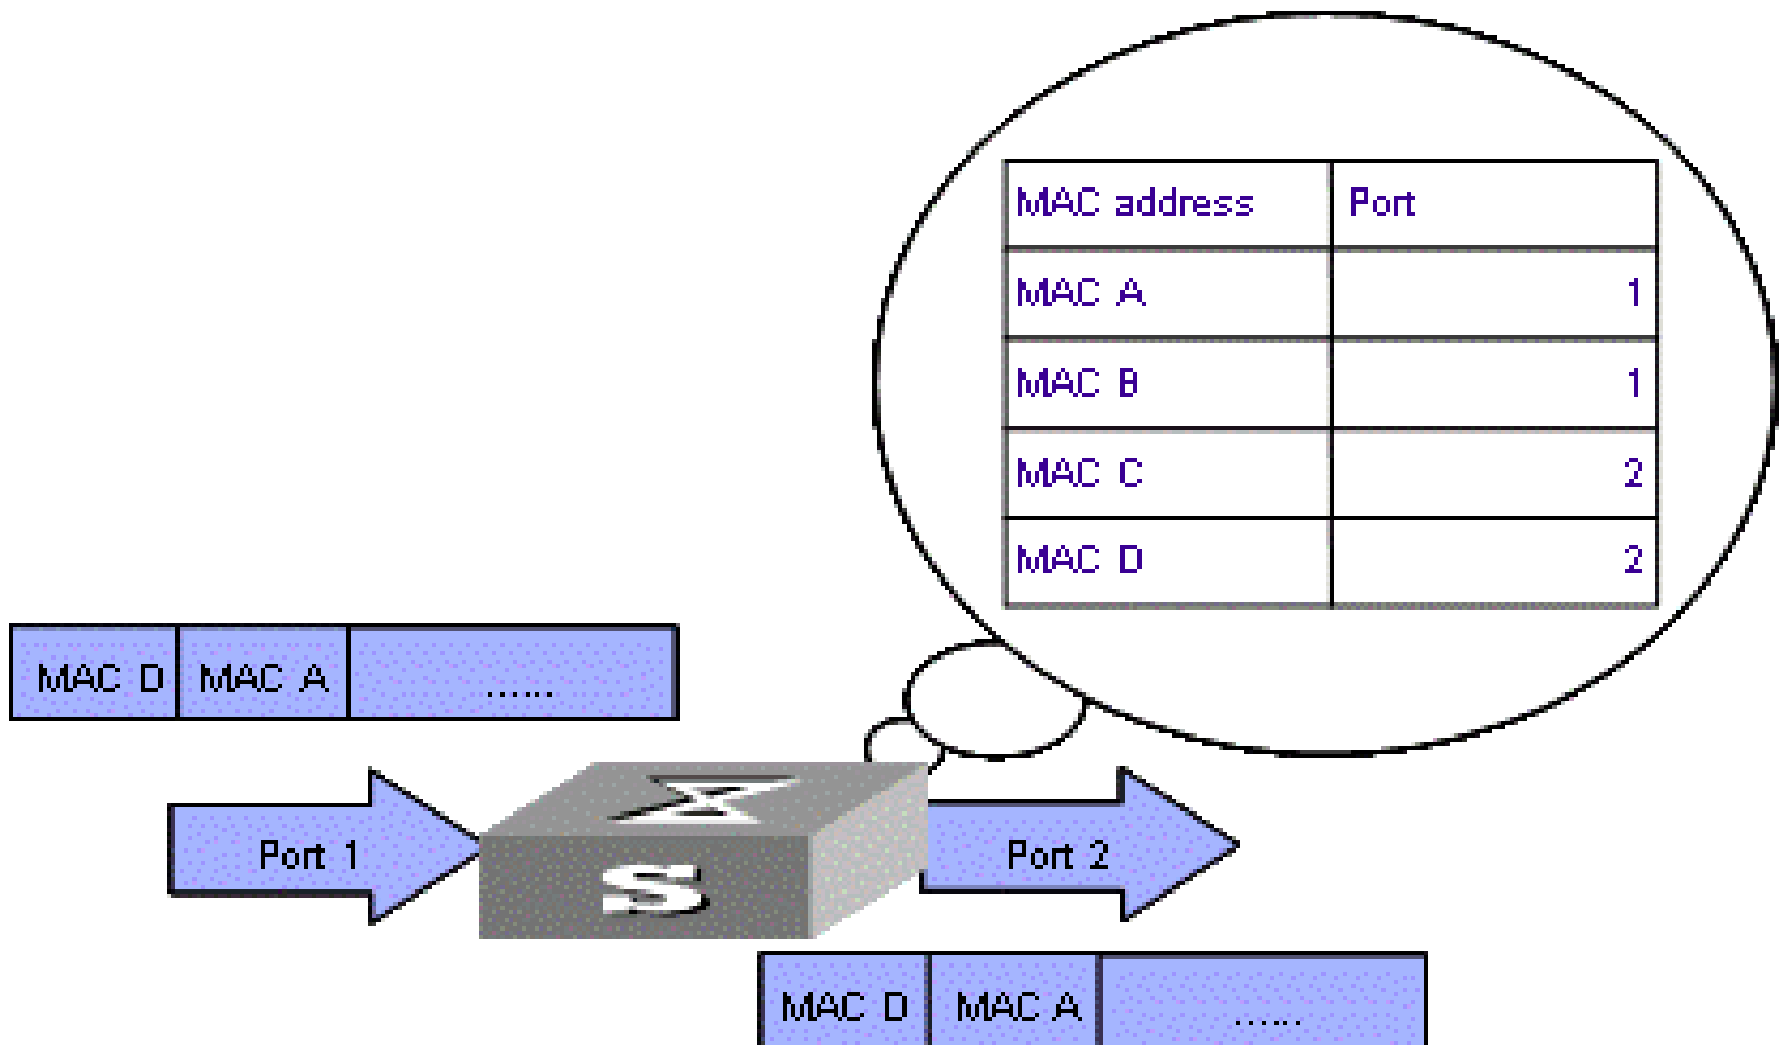 MAC address Port
MAC A 1
MAC B 1
MAC C 2
MAC D 2
MAC D MAC A ......
Port 1
Port 2
S
MAC D MAC A ......